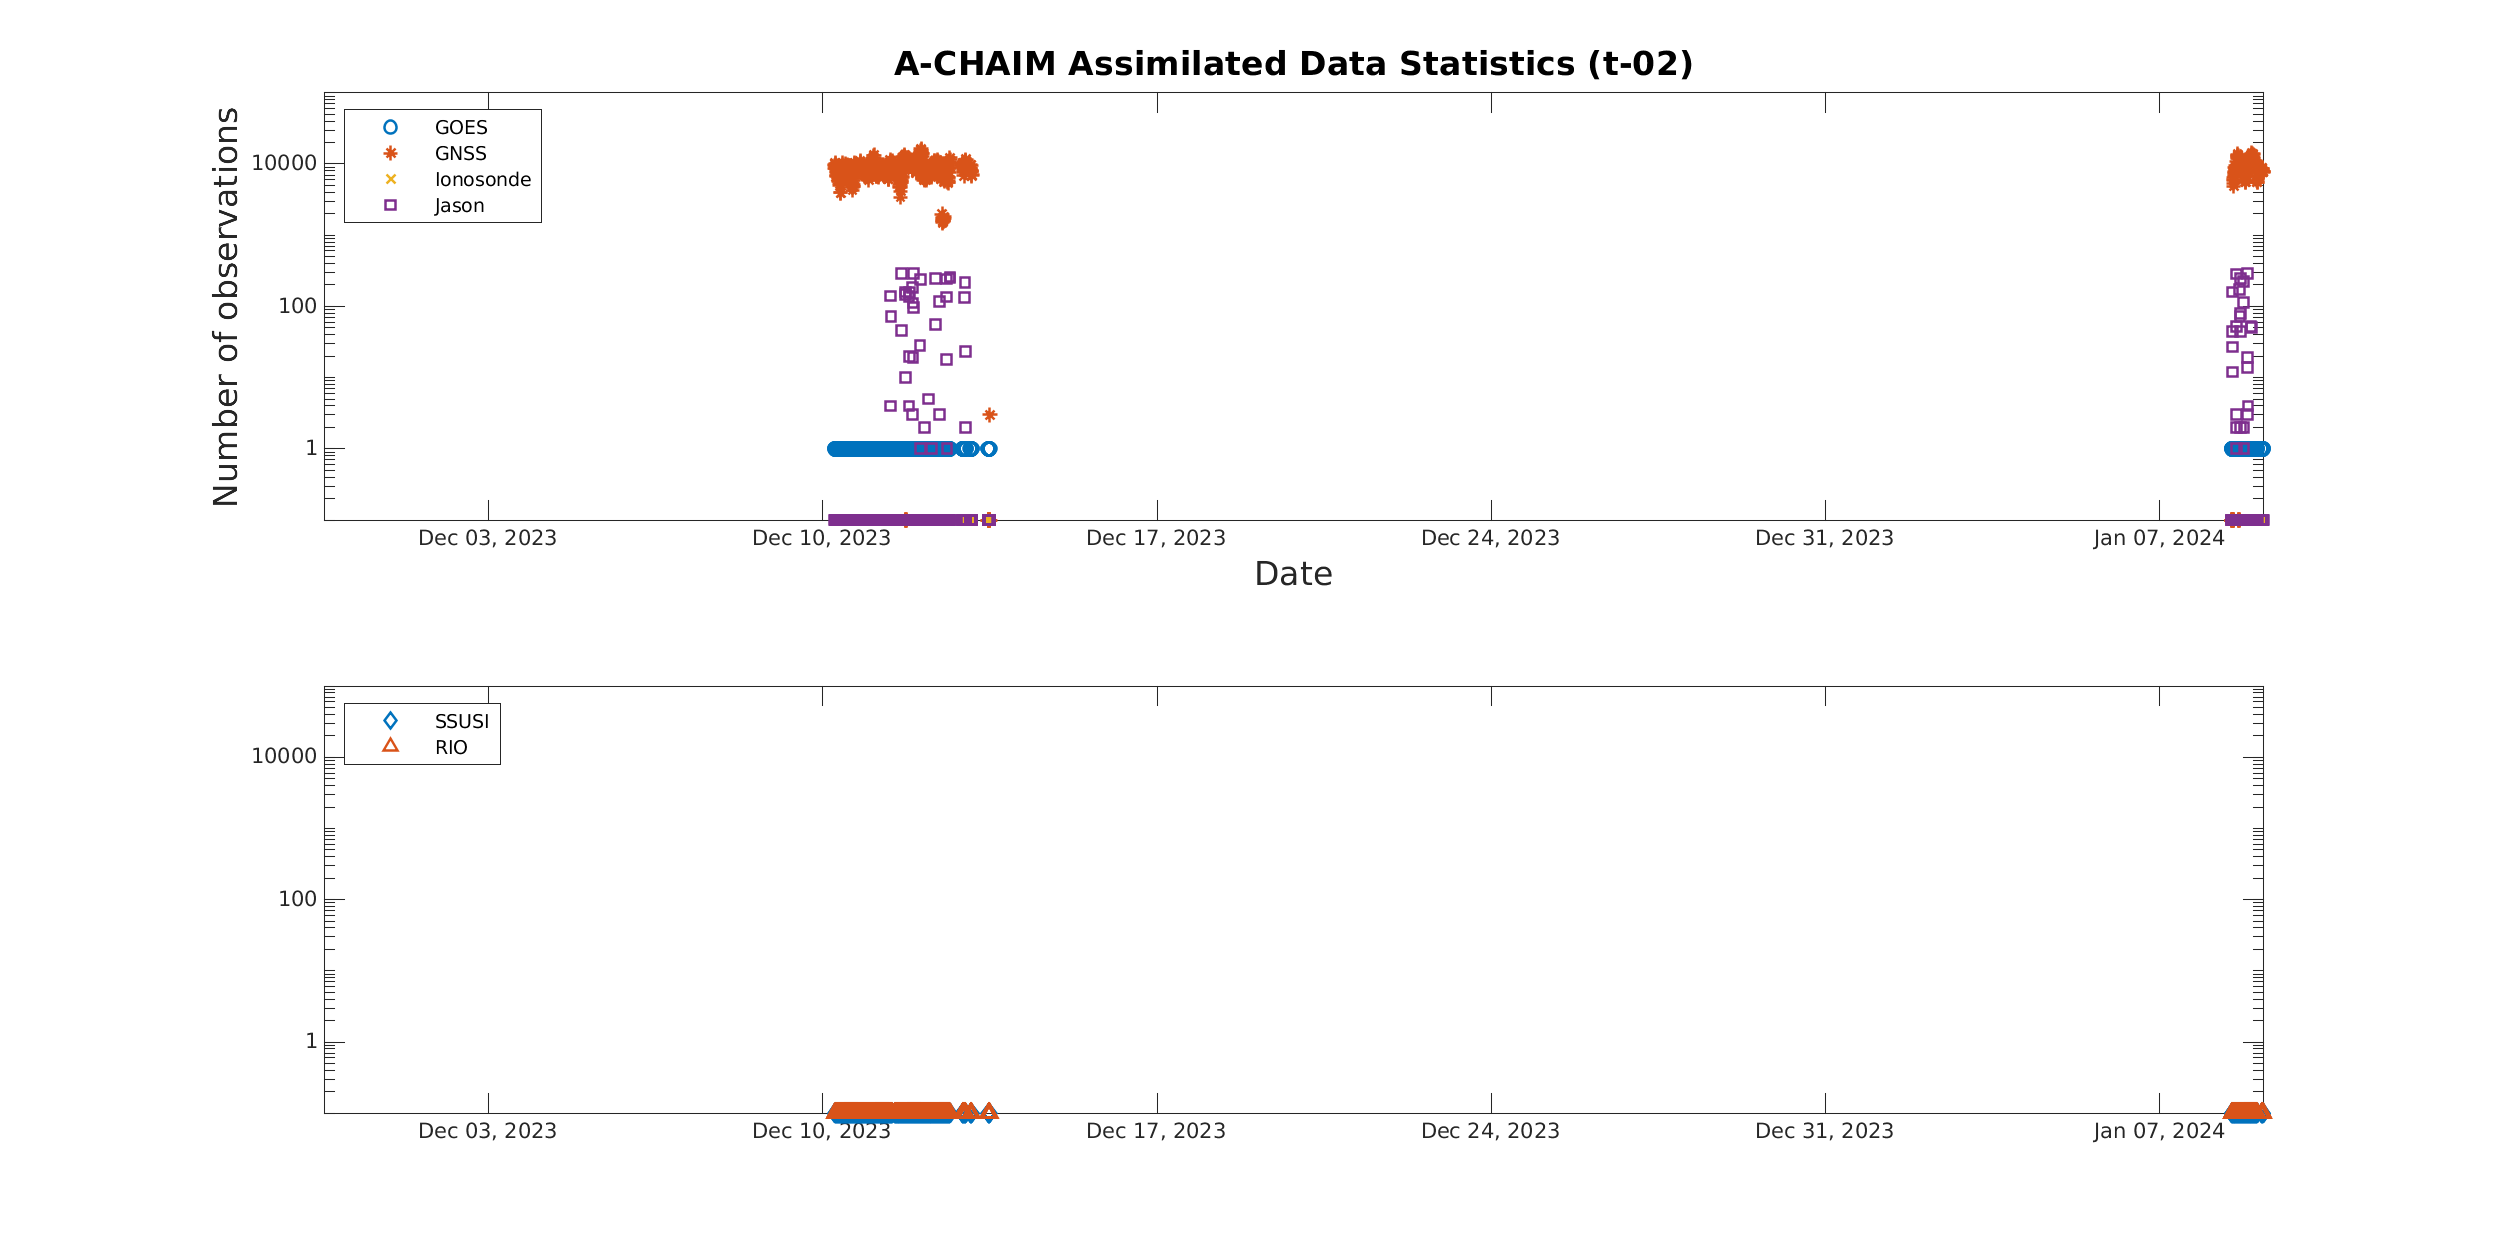 A-CHAIM Assimilated Data Statistics (t-02)
Number of observations
10000
100
1
GOES
GNSS
Ionosonde
Jason
Dec 03, 2023
Dec 10, 2023
Dec 17, 2023
Dec 24, 2023
Dec 31, 2023
Jan 07, 2024
Date
10000
100
1
SSUSI
RIO
Dec 03, 2023
Dec 10, 2023
Dec 17, 2023
Dec 24, 2023
Dec 31, 2023
Jan 07, 2024